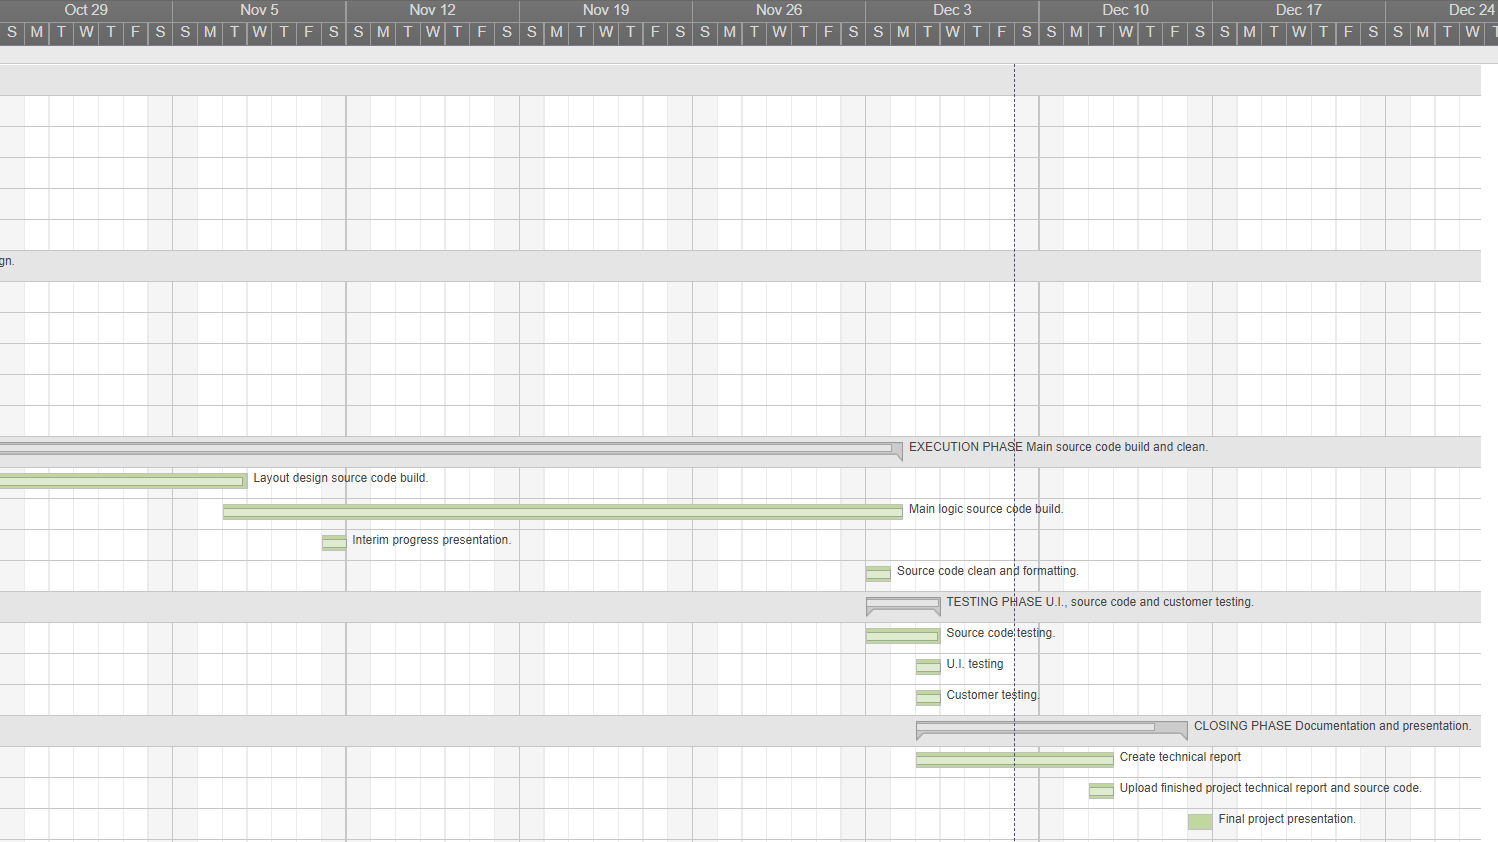 Oct 29 Nov 5 Nov 12 Nov 19 Nov 26 Dec 3 Dec 10 Dec 17 Dec 24
S M T W T F S S M T W T F S S M T W T F S S M T W T F S S M T W T F S S M T W T F S S M T W T F S S M T W T F S S M T W T
gn.
EXECUTION PHASE Main source code build and clean.
Layout design source code build.
Main logic source code build.
Interim progress presentation.
Source code clean and formatting.
TESTING PHASE U.I., source code and customer testing.
Source code testing.
U.I. testing
Customer testing.
CLOSING PHASE Documentation and presentation.
Create technical report
Upload finished project technical report and source code.
Final project presentation.